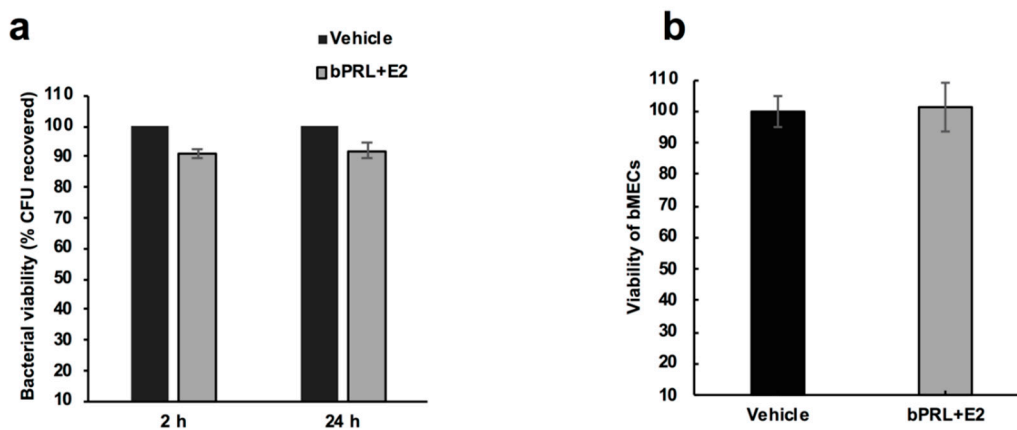 a
Vehicle
bPRL+E2
Bacterial viability (% CFU recovered)
110
100
90
80
70
60
50
40
30
20
10
2 h
24 h
b
Viability of bMECs
110
100
90
80
70
60
50
40
30
20
10
Vehicle
bPRL+E2